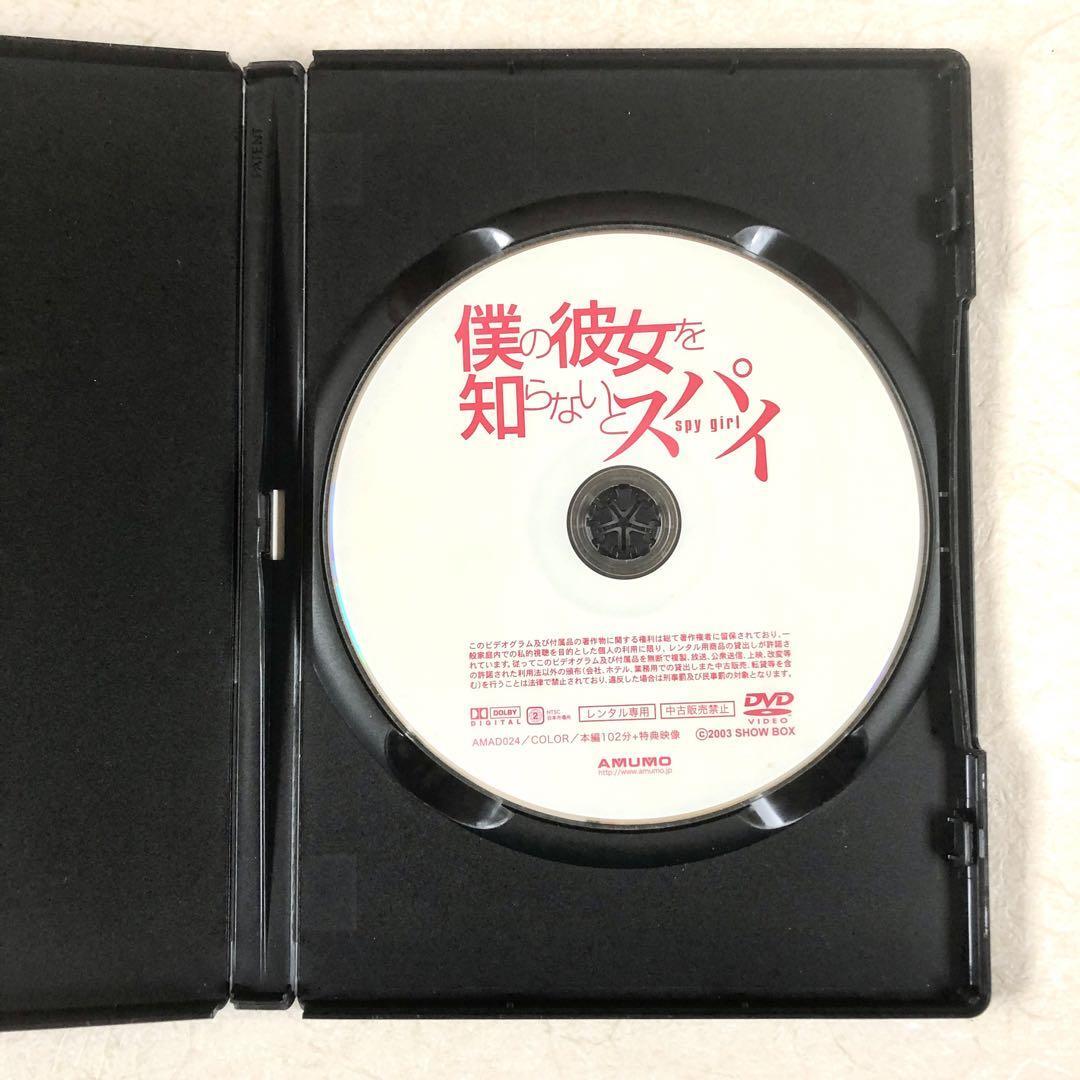 PATENT
僕の彼女を
知らないとスパイ
spy girl
このビデオグラム及び付属品の著作物に関する権利は総て著作権者に留保されており、一
般家庭内での私的視聴を目的とした個人の利用に限り、レンタル用商品の貸出しが許諾さ
れています。従ってこのビデオグラム及び付属品を無断で複製、放送、公衆送信、上映、改変等
の許諾された利用法以外の頒布(会社、ホテル、業務用での貸出しまた中古販売、転貸等を含
む)を行うことは法律で禁止されており、違反した場合は刑事罰及び民事罰の対象となります。
DOLBY DIGITAL 2 NTSC 日本市場向 レンタル専用 中古販売禁止 DVD VIDEO
AMAD024/COLOR/本編102分+特典映像 ©2003 SHOW BOX
AMUMO
http://www.amumo.jp